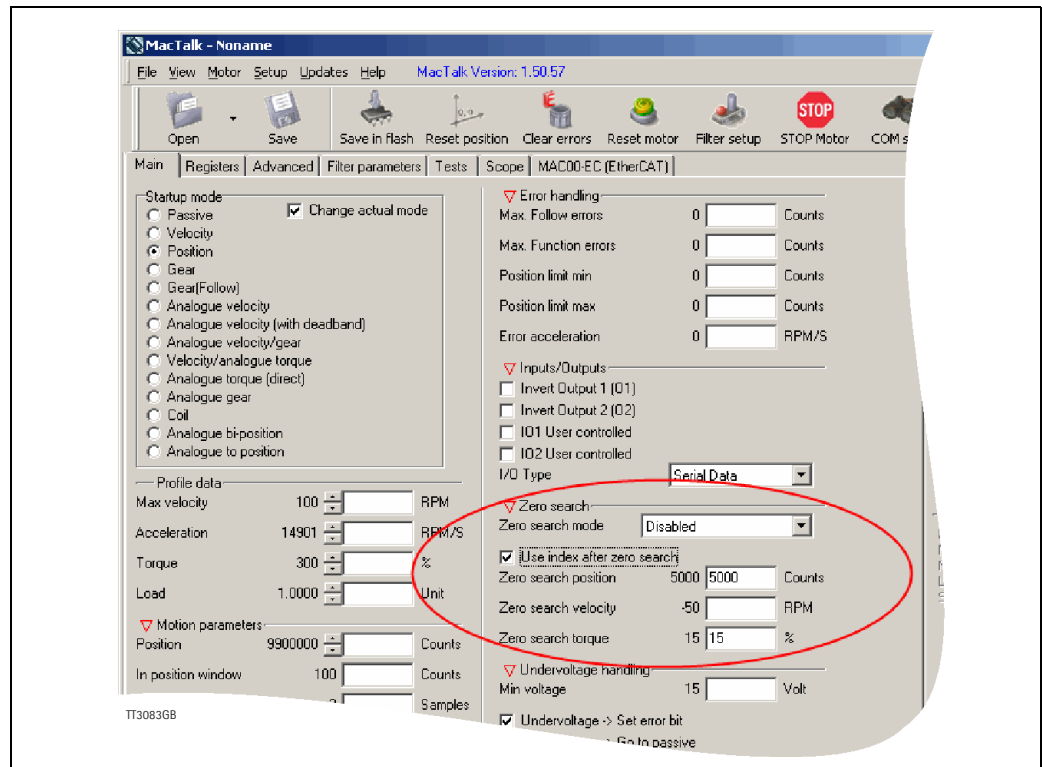 MacTalk - Noname
File View Motor Setup Updates Help MacTalk Version: 1.50.57
Open Save Save in flash Reset position Clear errors Reset motor Filter setup STOP Motor COM s
STOP
Main Registers Advanced Filter parameters Tests Scope MAC00-EC (EtherCAT)
Startup mode
Change actual mode
Passive
Velocity
Position
Gear
Gear(Follow)
Analogue velocity
Analogue velocity (with deadband)
Analogue velocity/gear
Velocity/analogue torque
Analogue torque (direct)
Analogue gear
Coil
Analogue bi-position
Analogue to position
Profile data
Max velocity 100 RPM
Acceleration 14901 RPM/S
Torque 300 %
Load 1.0000 Unit
Motion parameters
Position 9900000 Counts
In position window 100 Counts
Samples
Error handling
Max. Follow errors 0 Counts
Max. Function errors 0 Counts
Position limit min 0 Counts
Position limit max 0 Counts
Error acceleration 0 RPM/S
Inputs/Outputs
Invert Output 1 (O1)
Invert Output 2 (O2)
IO1 User controlled
IO2 User controlled
I/O Type Serial Data
Zero search
Zero search mode Disabled
Use index after zero search
Zero search position 5000 5000 Counts
Zero search velocity -50 RPM
Zero search torque 15 15 %
Undervoltage handling
Min voltage 15 Volt
Undervoltage -> Set error bit
Go to passive
TT3083GB